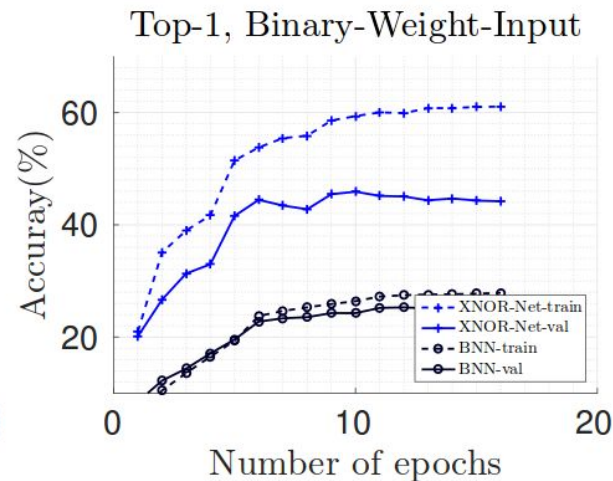 Top-1, Binary-Weight-Input
Accuray(%)
60
40
20
XNOR-Net-train
XNOR-Net-val
BNN-train
BNN-val
0
10
20
Number of epochs